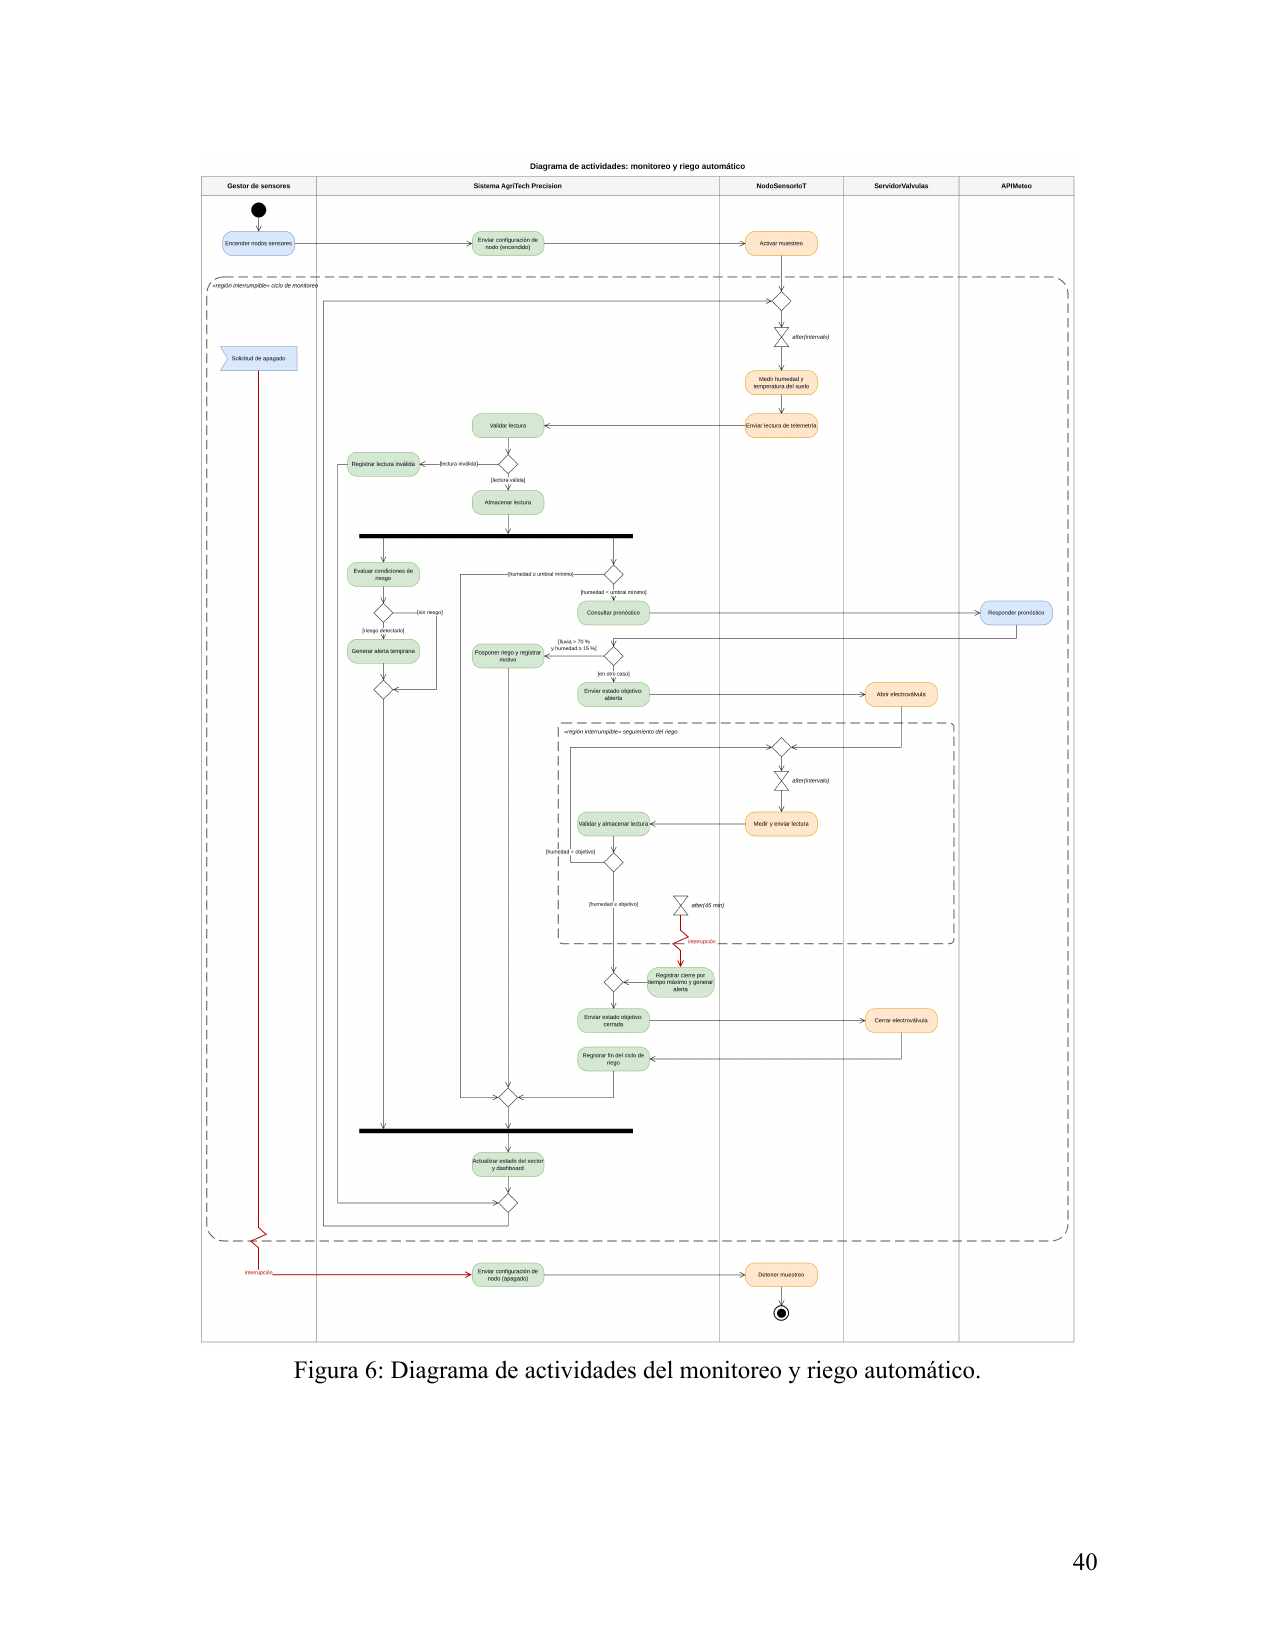 Diagrama de actividades: monitoreo y riego automático
Gestor de sensores
Sistema AgriTech Precision
NodoSensorIoT
ServidorValvulas
APIMeteo
Encender nodos sensores
Enviar configuración de
nodo (encendido)
Activar muestreo
«región interrumpible» ciclo de monitoreo
after(intervalo)
Solicitud de apagado
Medir humedad y
temperatura del suelo
Validar lectura
Enviar lectura de telemetría
Registrar lectura inválida
[lectura inválida]
[lectura válida]
Almacenar lectura
Evaluar condiciones de
riesgo
[humedad ≥ umbral mínimo]
[humedad < umbral mínimo]
[sin riesgo]
Consultar pronóstico
Responder pronóstico
[riesgo detectado]
Generar alerta temprana
[lluvia > 70 %
y humedad ≥ 15 %]
Posponer riego y registrar
motivo
[en otro caso]
Enviar estado objetivo:
abierta
Abrir electroválvula
«región interrumpible» seguimiento del riego
after(intervalo)
Validar y almacenar lectura
Medir y enviar lectura
[humedad < objetivo]
[humedad ≥ objetivo]
after(45 min)
interrupción
Registrar cierre por
tiempo máximo y generar
alerta
Enviar estado objetivo:
cerrada
Cerrar electroválvula
Registrar fin del ciclo de
riego
Actualizar estado del sector
y dashboard
interrupción
Enviar configuración de
nodo (apagado)
Detener muestreo
Figura 6: Diagrama de actividades del monitoreo y riego automático.
40